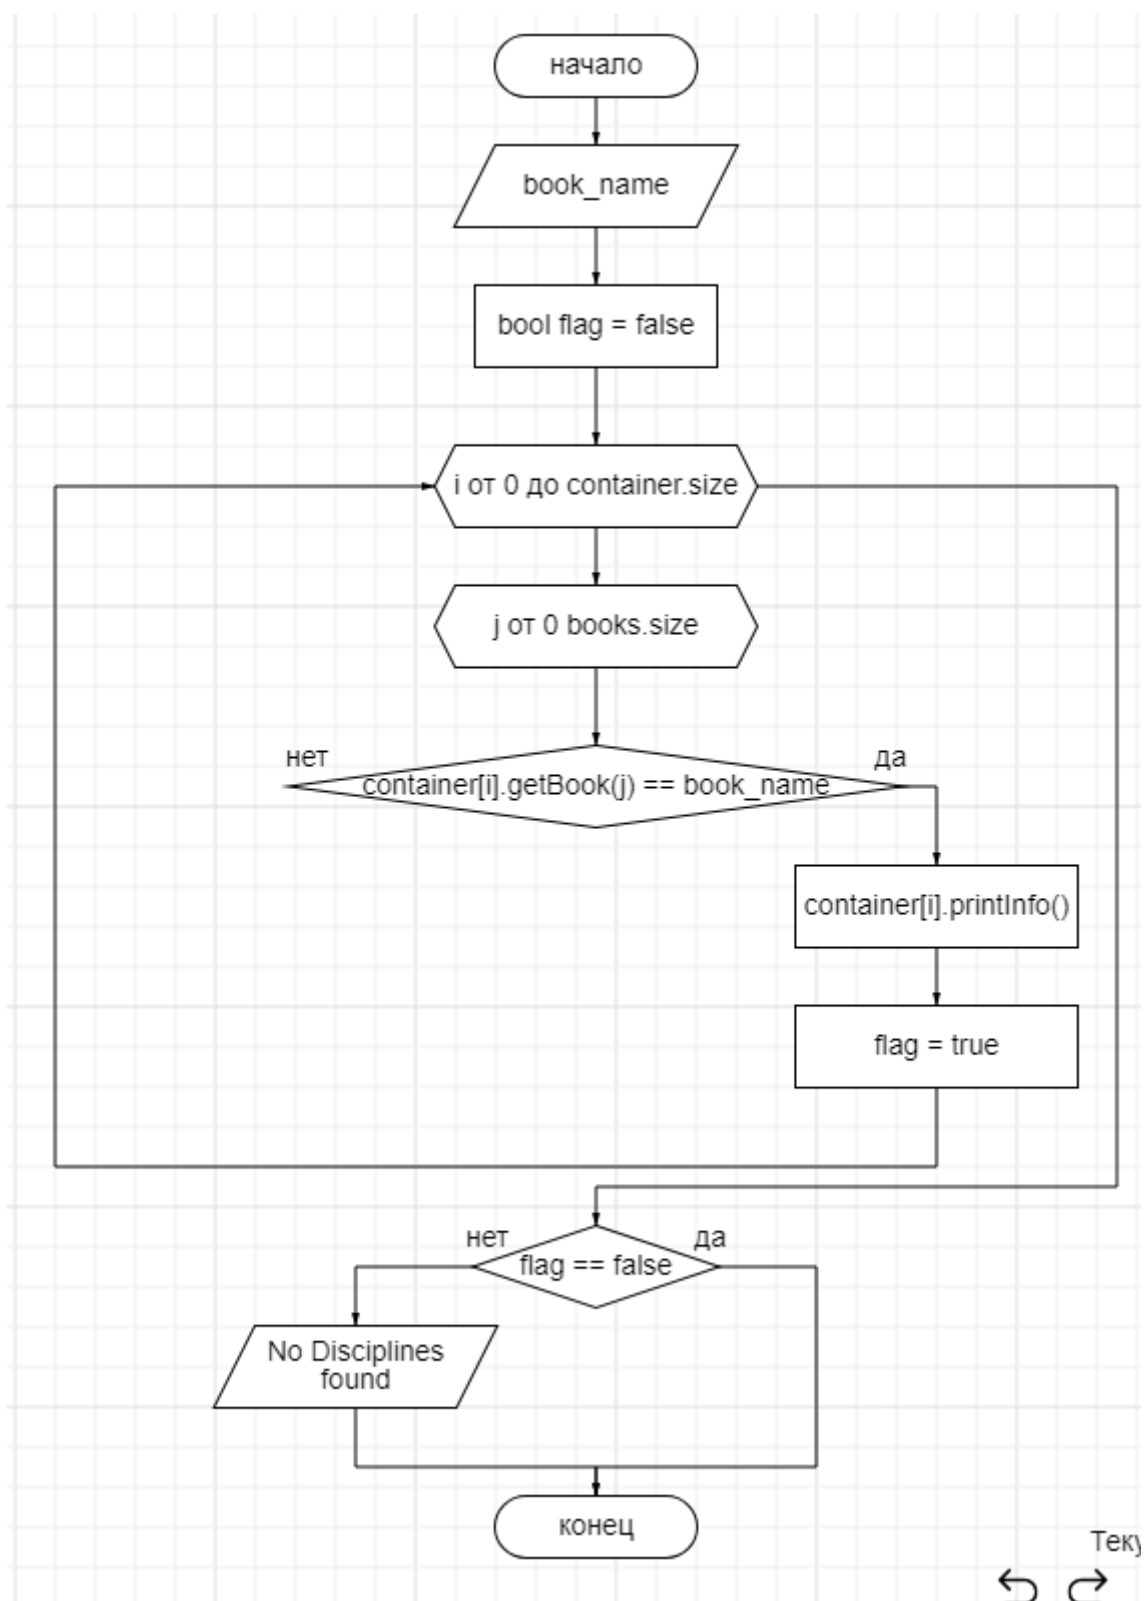 начало
book_name
bool flag = false
i от 0 до container.size
j от 0 books.size
нет
да
container[i].getBook(j) == book_name
container[i].printInfo()
flag = true
нет
да
flag == false
No Disciplines
found
конец
Теку